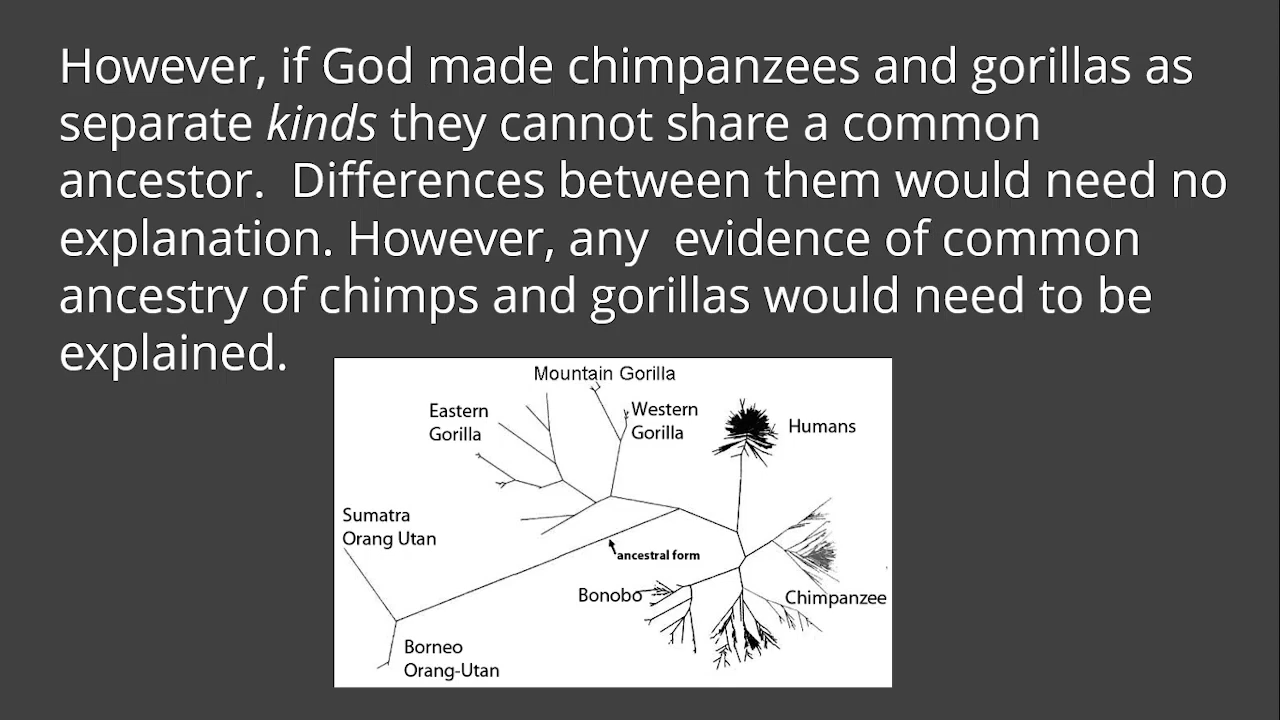 However, if God made chimpanzees and gorillas as
separate kinds they cannot share a common
ancestor.  Differences between them would need no
explanation. However, any  evidence of common
ancestry of chimps and gorillas would need to be
explained.
Mountain Gorilla
Eastern
Gorilla
Western
Gorilla
Humans
Sumatra
Orang Utan
ancestral form
Bonobo
Chimpanzee
Borneo
Orang-Utan